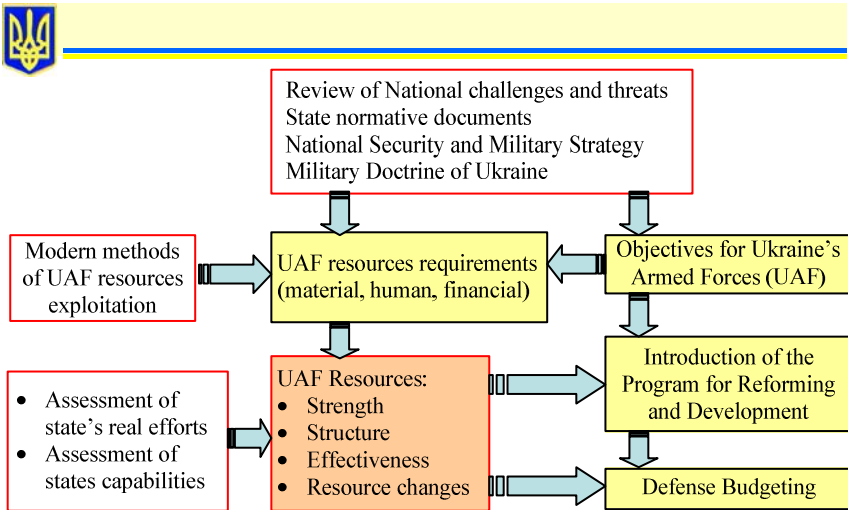 Review of National challenges and threats
State normative documents
National Security and Military Strategy
Military Doctrine of Ukraine
Modern methods
of UAF resources
exploitation
UAF resources requirements
(material, human, financial)
Objectives for Ukraine's
Armed Forces (UAF)
• Assessment of
state's real efforts
• Assessment of
states capabilities
UAF Resources:
• Strength
• Structure
• Effectiveness
• Resource changes
Introduction of the
Program for Reforming
and Development
Defense Budgeting